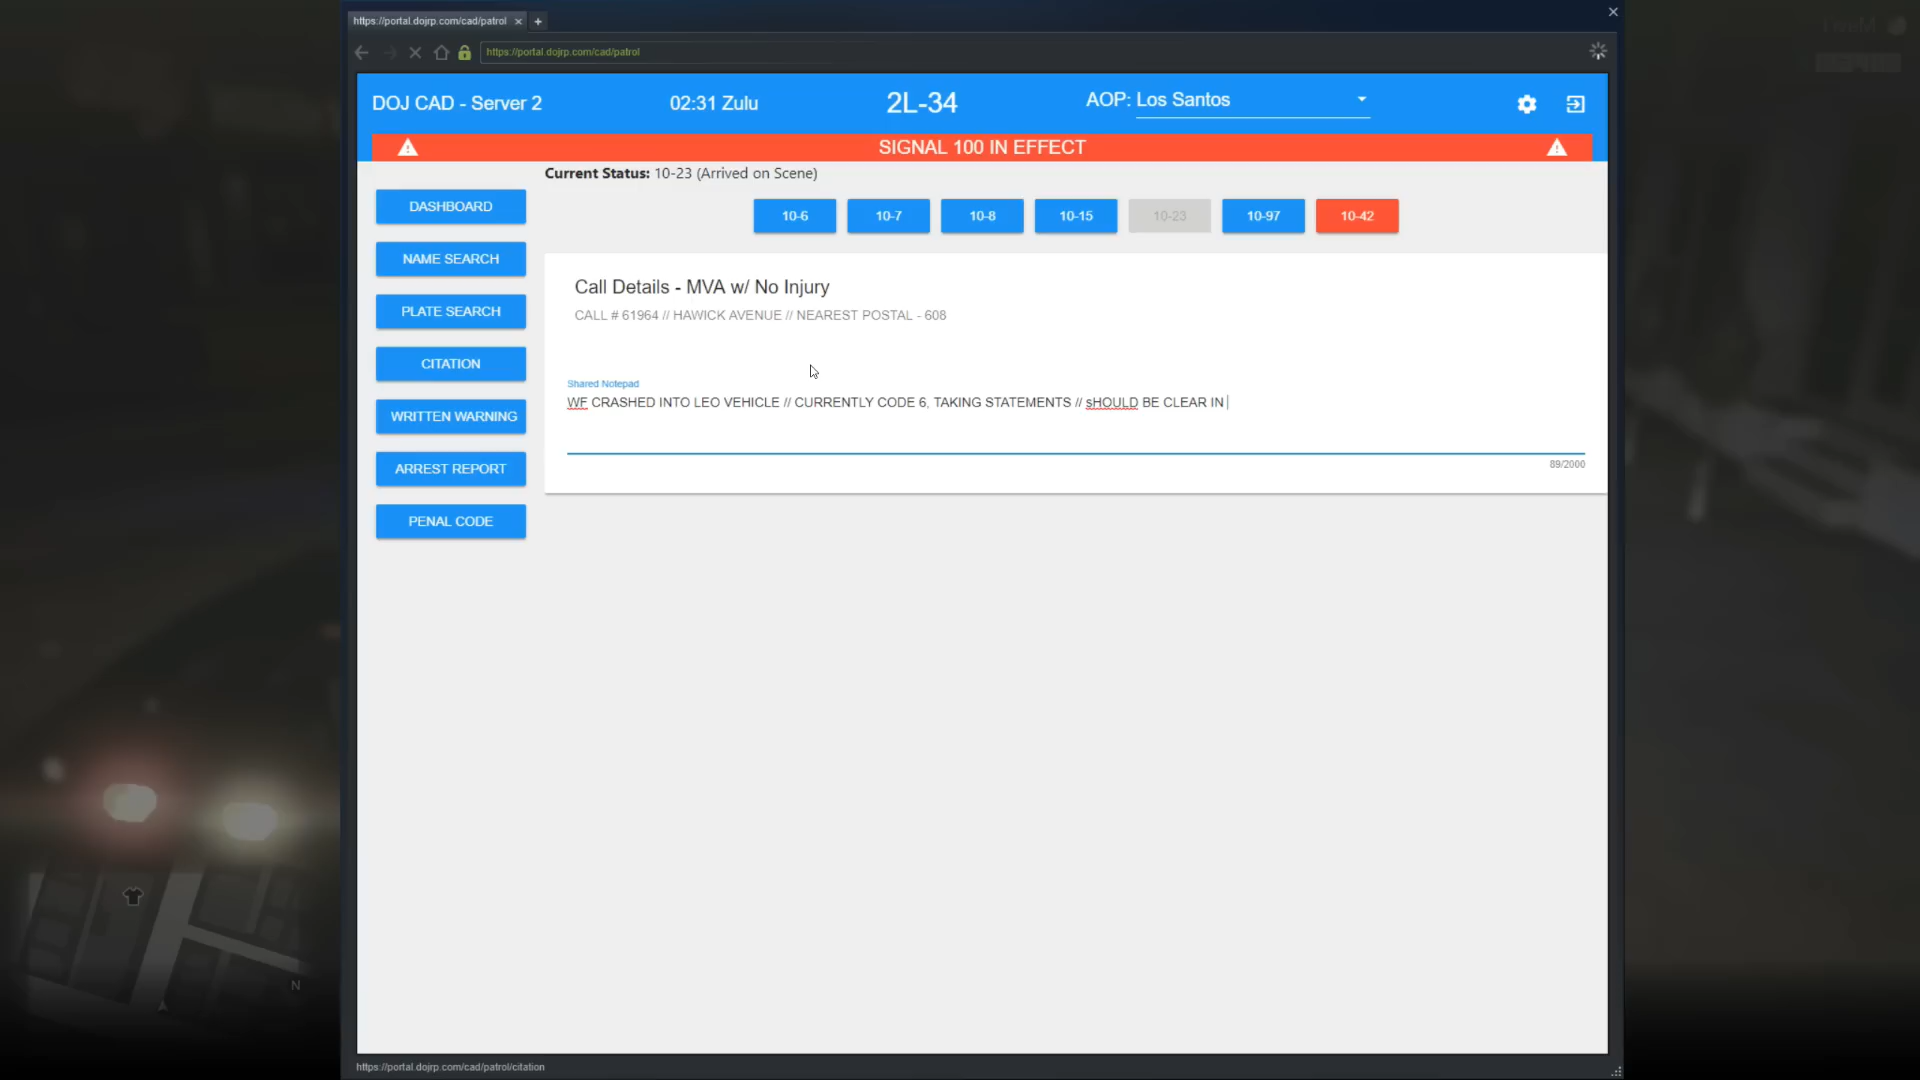 https://portal.dojrp.com/cad/patrol
https://portal.dojrp.com/cad/patrol
DOJ CAD - Server 2
02:31 Zulu
2L-34
AOP: Los Santos
SIGNAL 100 IN EFFECT
Current Status: 10-23 (Arrived on Scene)
10-6
10-7
10-8
10-15
10-23
10-97
10-42
DASHBOARD
NAME SEARCH
PLATE SEARCH
CITATION
WRITTEN WARNING
ARREST REPORT
PENAL CODE
Call Details - MVA w/ No Injury
CALL # 61964 // HAWICK AVENUE // NEAREST POSTAL - 608
Shared Notepad
WF CRASHED INTO LEO VEHICLE // CURRENTLY CODE 6, TAKING STATEMENTS // sHOULD BE CLEAR IN
89/2000
N
https://portal.dojrp.com/cad/patrol/citation